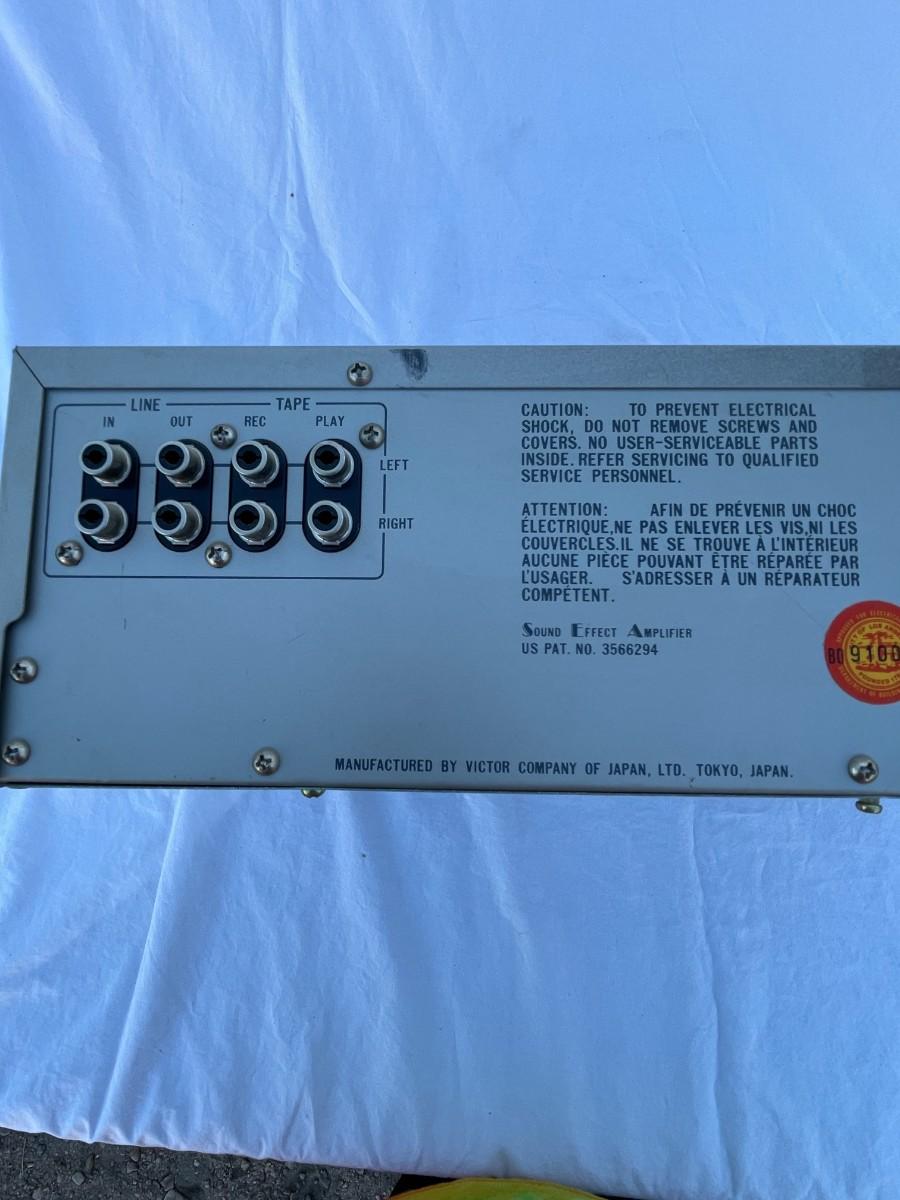 LINE TAPE
IN OUT REC PLAY
LEFT
RIGHT
CAUTION: TO PREVENT ELECTRICAL
SHOCK, DO NOT REMOVE SCREWS AND
COVERS. NO USER-SERVICEABLE PARTS
INSIDE. REFER SERVICING TO QUALIFIED
SERVICE PERSONNEL.
ATTENTION: AFIN DE PRÉVENIR UN CHOC
ÉLECTRIQUE,NE PAS ENLEVER LES VIS,NI LES
COUVERCLES.IL NE SE TROUVE À L'INTÉRIEUR
AUCUNE PIÈCE POUVANT ÊTRE RÉPARÉE PAR
L'USAGER. S'ADRESSER À UN RÉPARATEUR
COMPÉTENT.
SOUND EFFECT AMPLIFIER
US PAT. NO. 3566294
BO 9100
MANUFACTURED BY VICTOR COMPANY OF JAPAN, LTD. TOKYO, JAPAN.